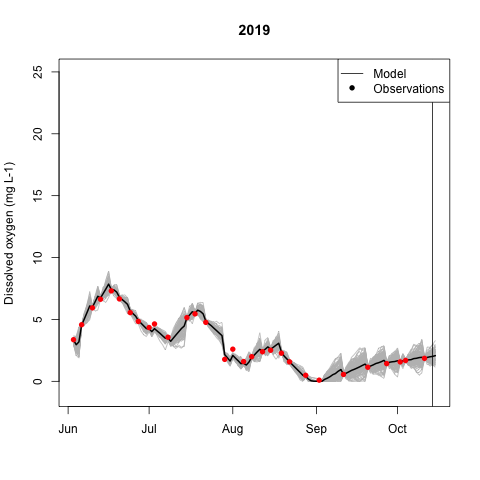 2019
Dissolved oxygen (mg L-1)
25
20
15
10
5
0
Model
Observations
Jun
Jul
Aug
Sep
Oct